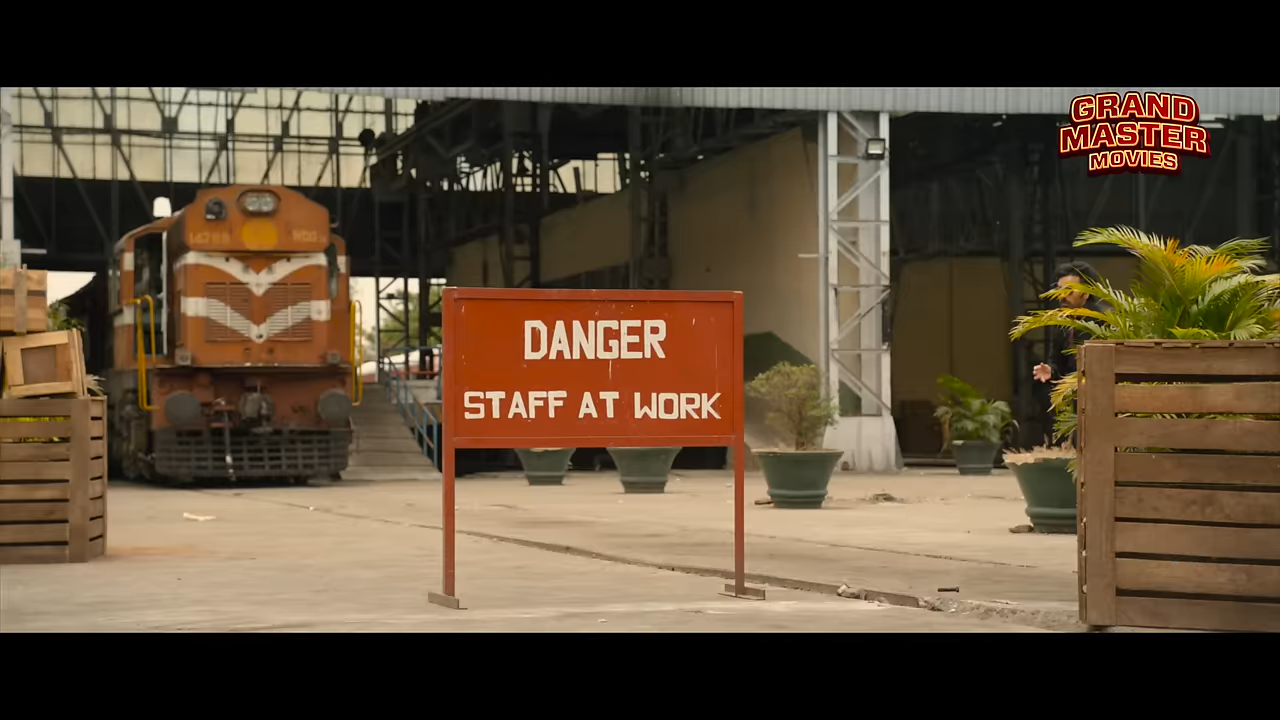 GRAND
MASTER
MOVIES
DANGER
STAFF AT WORK